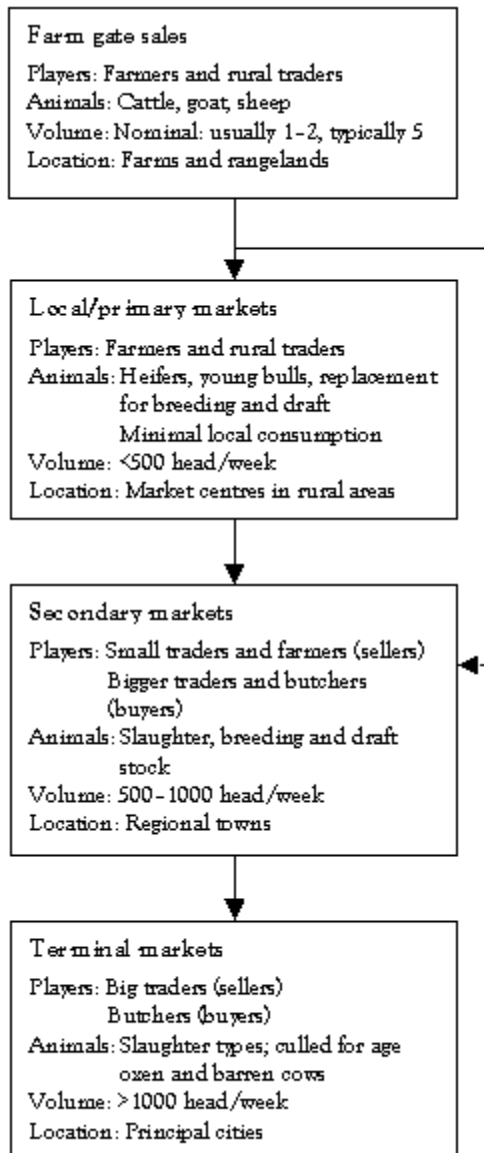 Farm gate sales
Players: Farmers and rural traders
Animals: Cattle, goat, sheep
Volume: Nominal: usually 1-2, typically 5
Location: Farms and rangelands
Local/primary markets
Players: Farmers and rural traders
Animals: Heifers, young bulls, replacement
for breeding and draft
Minimal local consumption
Volume: <500 head/week
Location: Market centres in rural areas
Secondary markets
Players: Small traders and farmers (sellers)
Bigger traders and butchers
(buyers)
Animals: Slaughter, breeding and draft
stock
Volume: 500-1000 head/week
Location: Regional towns
Terminal markets
Players: Big traders (sellers)
Butchers (buyers)
Animals: Slaughter types; culled for age
oxen and barren cows
Volume: >1000 head/week
Location: Principal cities